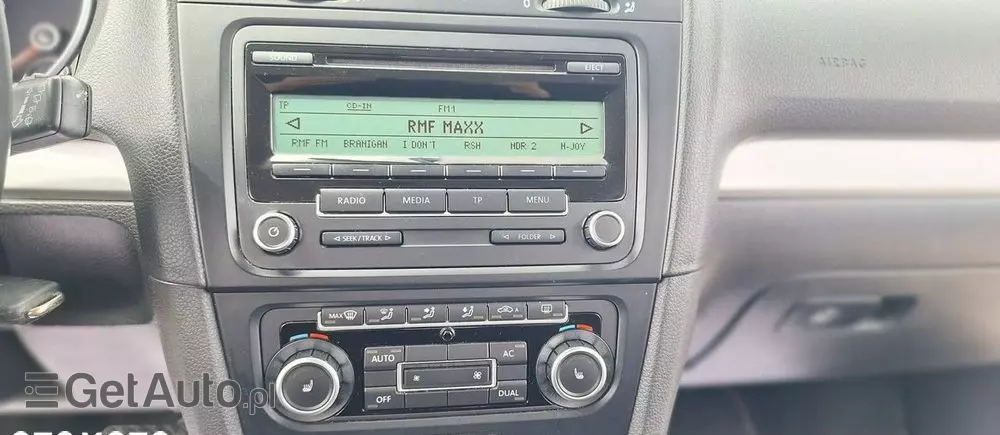 AIRBAG
SOUND EJECT
TP CD-IN FM1
RMF MAXX
RMF FM BRANIGAN I DON'T RSH NDR 2 N-JOY
RADIO MEDIA TP MENU
SEEK/TRACK FOLDER
MAX A
AUTO AC
OFF DUAL
GetAuto.pl